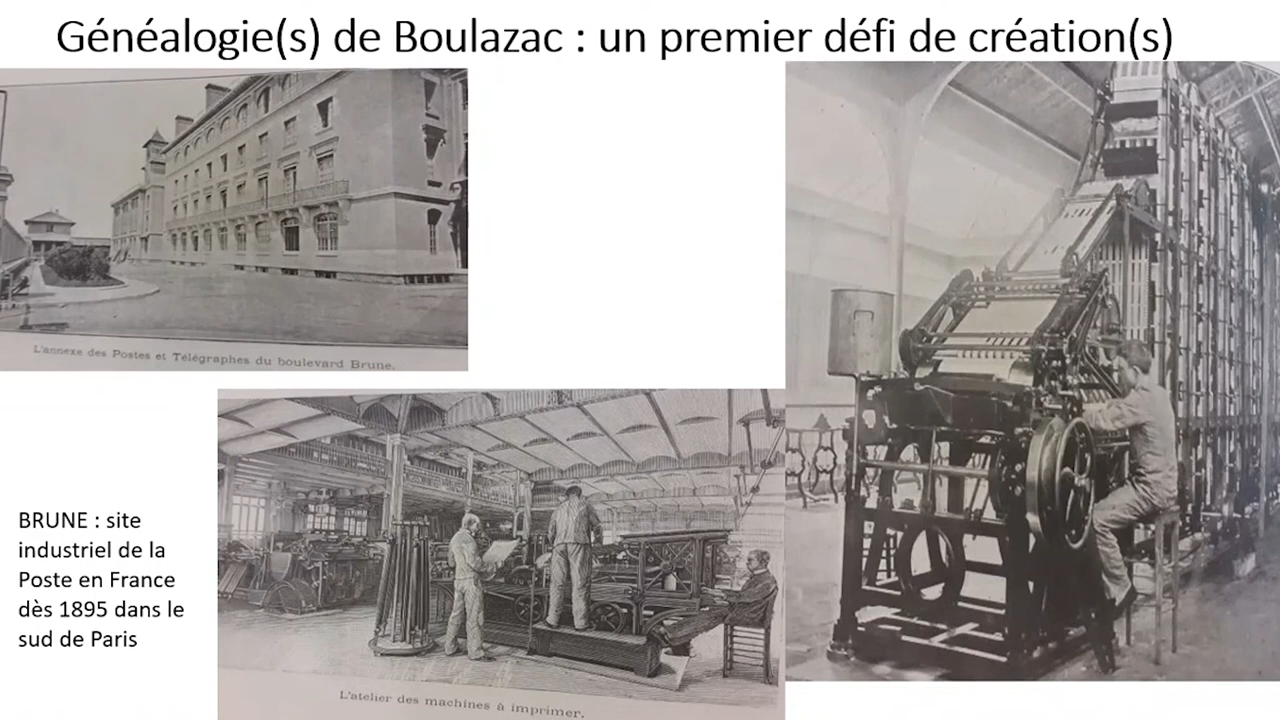 Généalogie(s) de Boulazac : un premier défi de création(s)
L'annexe des Postes et Télégraphes du boulevard Brune.
BRUNE : site
industriel de la
Poste en France
dès 1895 dans le
sud de Paris
L'atelier des machines à imprimer.